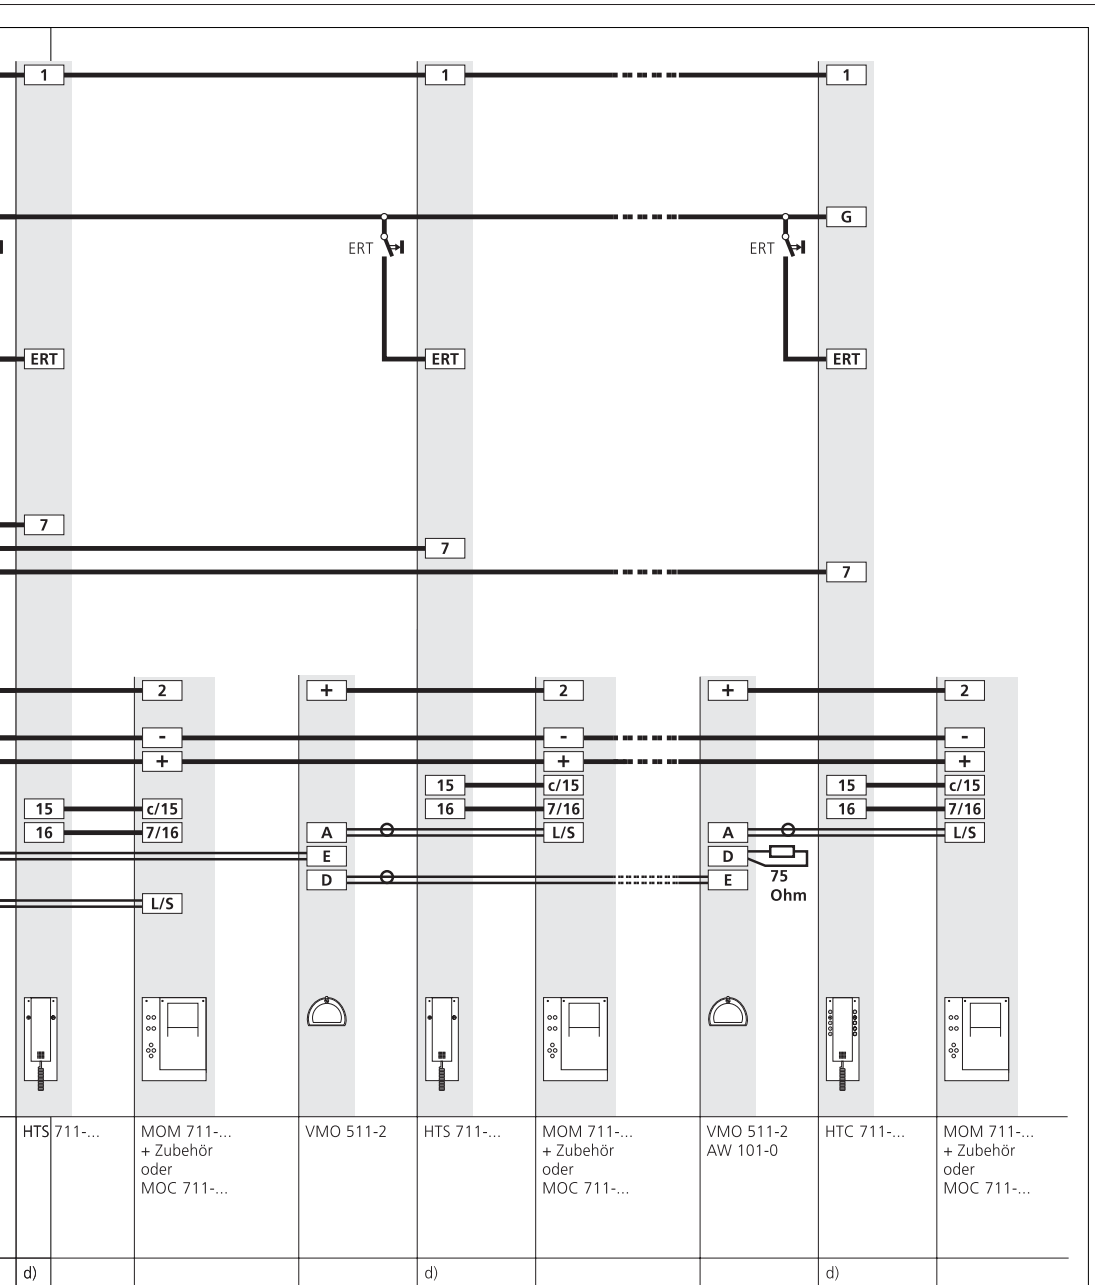 1 1 1
G
ERT ERT
ERT ERT ERT
7
7
7
2 + 2 + 2
- - -
+ + +
15 c/15 15 c/15
15 c/15 16 7/16 16 7/16
16 7/16 A L/S A L/S
E D
D E
75
Ohm
L/S
HTS 711-... MOM 711-... VMO 511-2 HTS 711-... MOM 711-... VMO 511-2 HTC 711-... MOM 711-...
+ Zubehör + Zubehör AW 101-0 + Zubehör
oder oder oder
MOC 711-... MOC 711-... MOC 711-...
d) d) d)